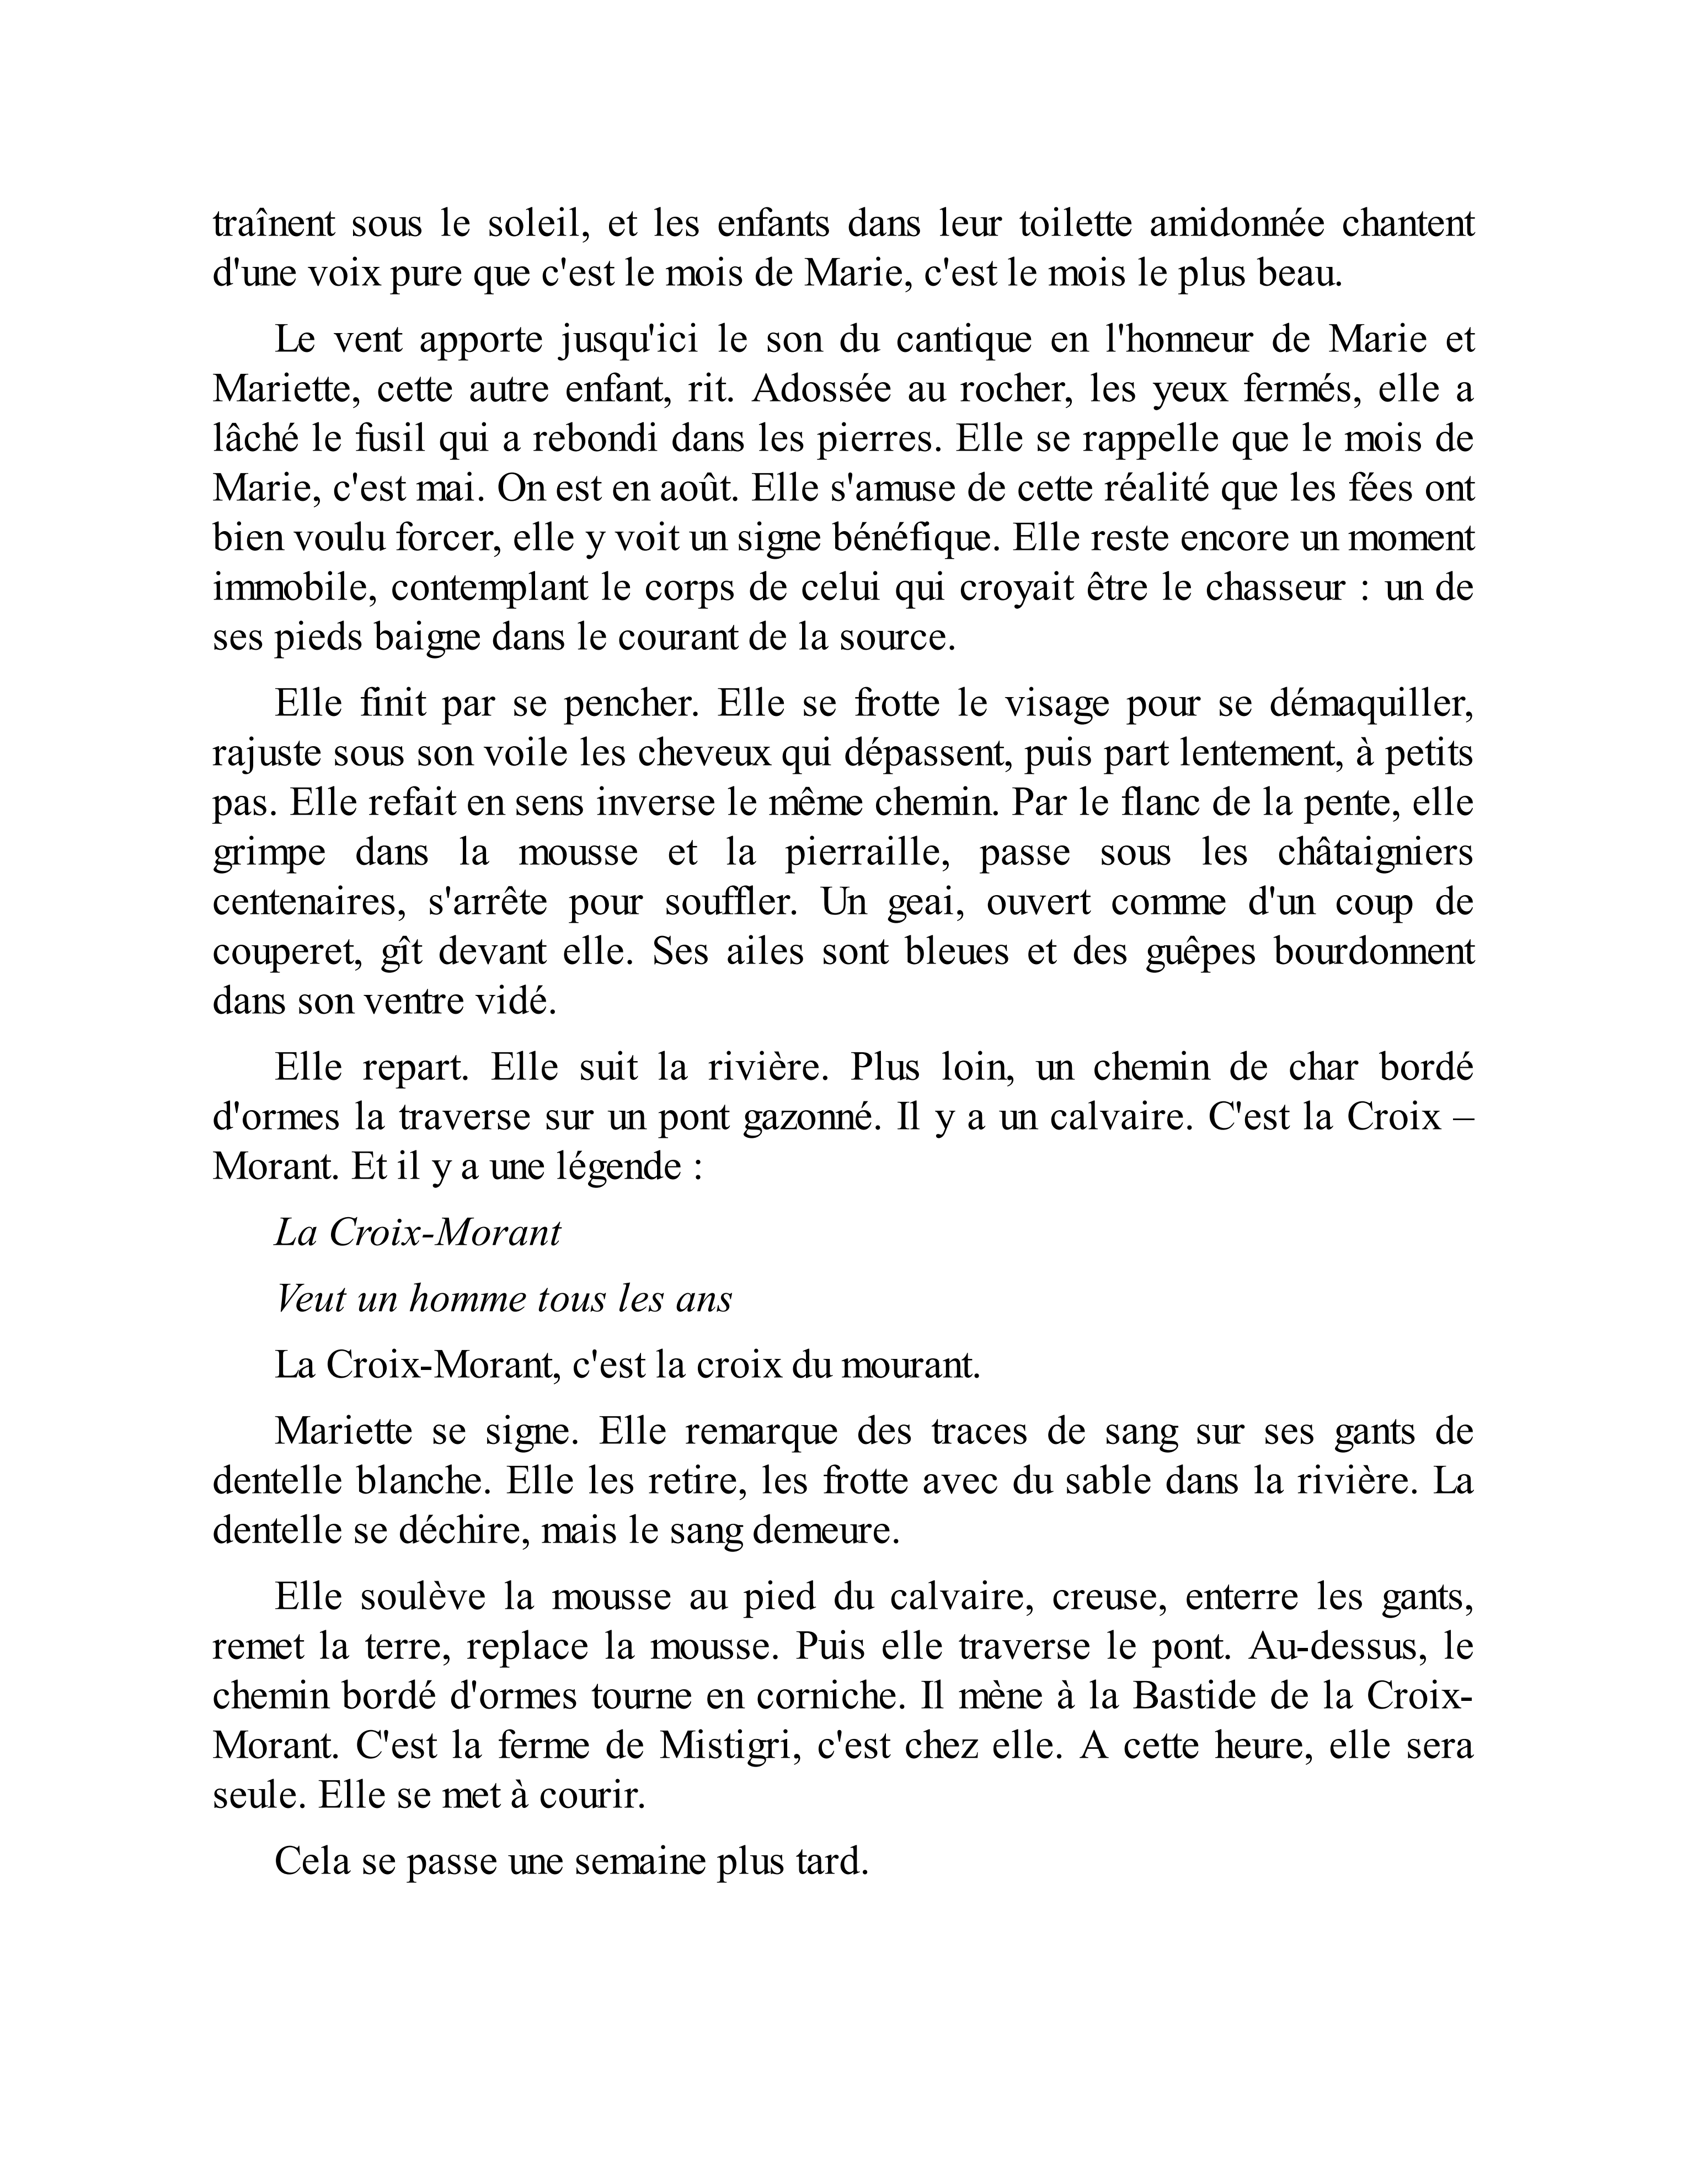 traînent sous le soleil, et les enfants dans leur toilette amidonnée chantent
d'une voix pure que c'est le mois de Marie, c'est le mois le plus beau.
Le vent apporte jusqu'ici le son du cantique en l'honneur de Marie et
Mariette, cette autre enfant, rit. Adossée au rocher, les yeux fermés, elle a
lâché le fusil qui a rebondi dans les pierres. Elle se rappelle que le mois de
Marie, c'est mai. On est en août. Elle s'amuse de cette réalité que les fées ont
bien voulu forcer, elle y voit un signe bénéfique. Elle reste encore un moment
immobile, contemplant le corps de celui qui croyait être le chasseur : un de
ses pieds baigne dans le courant de la source.
Elle finit par se pencher. Elle se frotte le visage pour se démaquiller,
rajuste sous son voile les cheveux qui dépassent, puis part lentement, à petits
pas. Elle refait en sens inverse le même chemin. Par le flanc de la pente, elle
grimpe dans la mousse et la pierraille, passe sous les châtaigniers
centenaires, s'arrête pour souffler. Un geai, ouvert comme d'un coup de
couperet, gît devant elle. Ses ailes sont bleues et des guêpes bourdonnent
dans son ventre vidé.
Elle repart. Elle suit la rivière. Plus loin, un chemin de char bordé
d'ormes la traverse sur un pont gazonné. Il y a un calvaire. C'est la Croix –
Morant. Et il y a une légende :
La Croix-Morant
Veut un homme tous les ans
La Croix-Morant, c'est la croix du mourant.
Mariette se signe. Elle remarque des traces de sang sur ses gants de
dentelle blanche. Elle les retire, les frotte avec du sable dans la rivière. La
dentelle se déchire, mais le sang demeure.
Elle soulève la mousse au pied du calvaire, creuse, enterre les gants,
remet la terre, replace la mousse. Puis elle traverse le pont. Au-dessus, le
chemin bordé d'ormes tourne en corniche. Il mène à la Bastide de la Croix-
Morant. C'est la ferme de Mistigri, c'est chez elle. A cette heure, elle sera
seule. Elle se met à courir.
Cela se passe une semaine plus tard.